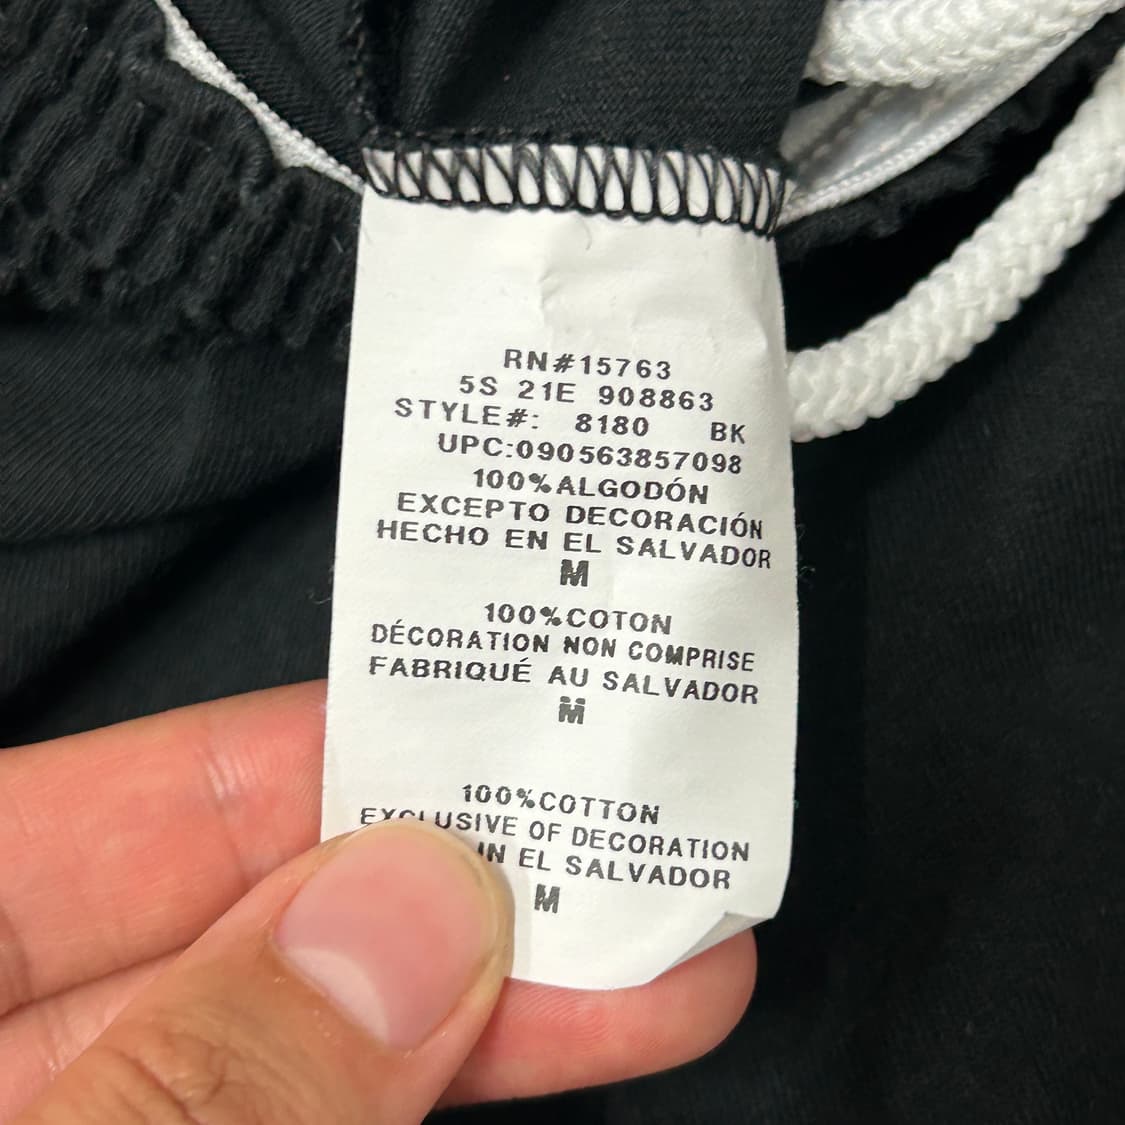 RN#15763
5S 21E 908863
STYLE#: 8180 BK
UPC:090563857098
100%ALGODÓN
EXCEPTO DECORACIÓN
HECHO EN EL SALVADOR
M
100%COTON
DÉCORATION NON COMPRISE
FABRIQUÉ AU SALVADOR
M
100%COTTON
EXCLUSIVE OF DECORATION
IN EL SALVADOR
M